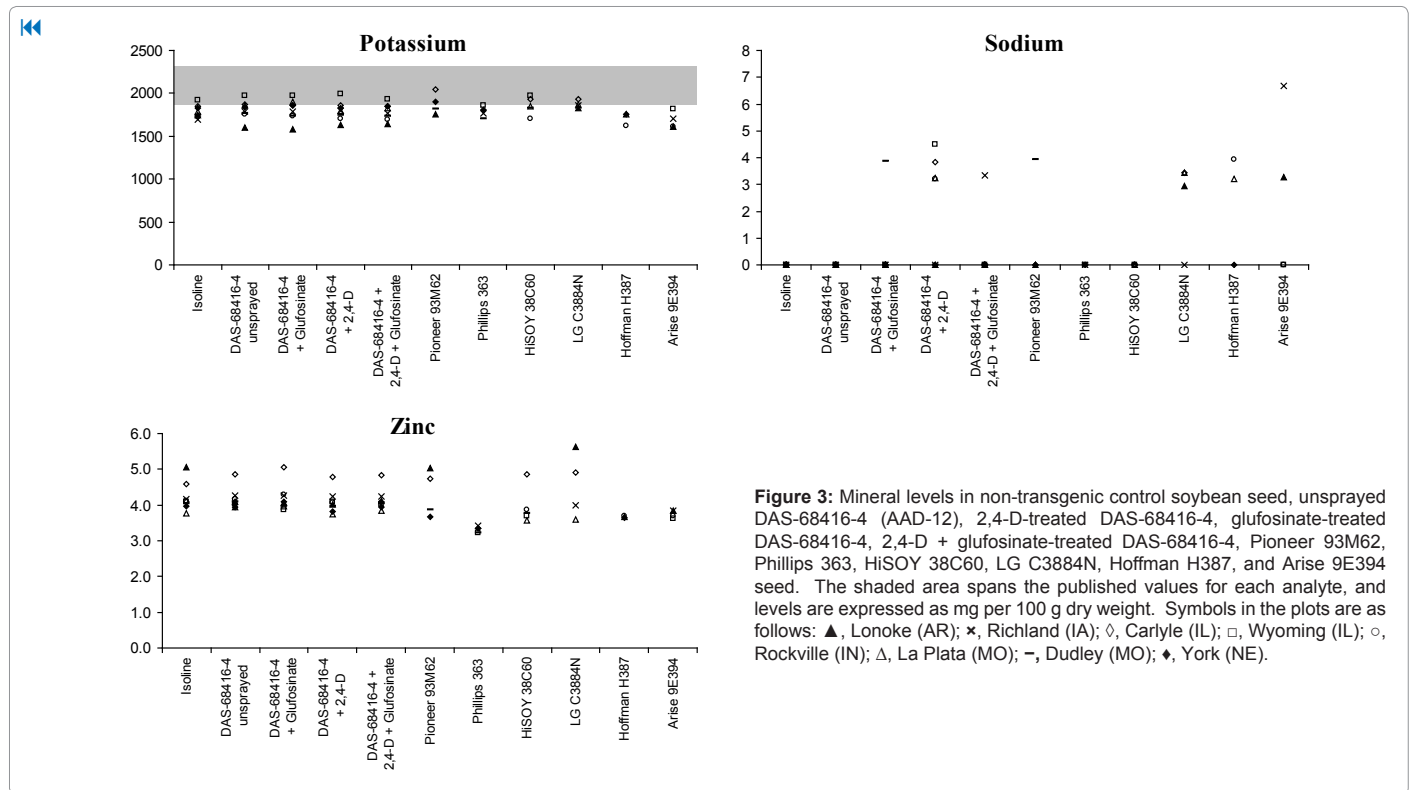 Potassium
2500
2000
1500
1000
500
0
Isoline
DAS-68416-4
unsprayed
DAS-68416-4
+ Glufosinate
DAS-68416-4
+ 2,4-D
DAS-68416-4 +
2,4-D + Glufosinate
Pioneer 93M62
Phillips 363
HiSOY 38C60
LG C3884N
Hoffman H387
Arise 9E394
Sodium
8
7
6
5
4
3
2
1
0
Isoline
DAS-68416-4
unsprayed
DAS-68416-4
+ Glufosinate
DAS-68416-4
+ 2,4-D
DAS-68416-4 +
2,4-D + Glufosinate
Pioneer 93M62
Phillips 363
HiSOY 38C60
LG C3884N
Hoffman H387
Arise 9E394
Zinc
6.0
5.0
4.0
3.0
2.0
1.0
0.0
Isoline
DAS-68416-4
unsprayed
DAS-68416-4
+ Glufosinate
DAS-68416-4
+ 2,4-D
DAS-68416-4 +
2,4-D + Glufosinate
Pioneer 93M62
Phillips 363
HiSOY 38C60
LG C3884N
Hoffman H387
Arise 9E394
Figure 3: Mineral levels in non-transgenic control soybean seed, unsprayed
DAS-68416-4 (AAD-12), 2,4-D-treated DAS-68416-4, glufosinate-treated
DAS-68416-4, 2,4-D + glufosinate-treated DAS-68416-4, Pioneer 93M62,
Phillips 363, HiSOY 38C60, LG C3884N, Hoffman H387, and Arise 9E394
seed. The shaded area spans the published values for each analyte, and
levels are expressed as mg per 100 g dry weight. Symbols in the plots are as
follows: ▲, Lonoke (AR); ×, Richland (IA); ◊, Carlyle (IL); □, Wyoming (IL); ○,
Rockville (IN); Δ, La Plata (MO); −, Dudley (MO); ♦, York (NE).